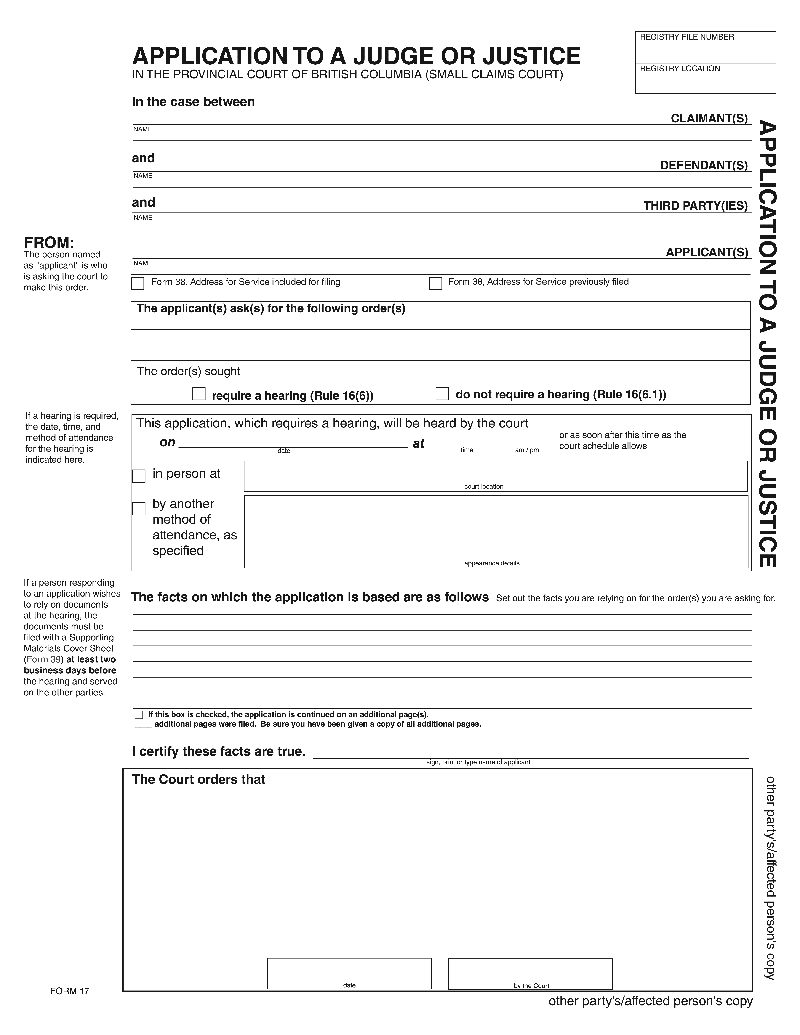 REGISTRY FILE NUMBER
REGISTRY LOCATION
APPLICATION TO A JUDGE OR JUSTICE
IN THE PROVINCIAL COURT OF BRITISH COLUMBIA (SMALL CLAIMS COURT)
In the case between
CLAIMANT(S)
NAME
and
DEFENDANT(S)
NAME
and
THIRD PARTY(IES)
NAME
FROM:
The person named
as "applicant" is who
is asking the court to
make this order.
APPLICANT(S)
NAME
Form 38, Address for Service included for filing
Form 38, Address for Service previously filed
The applicant(s) ask(s) for the following order(s)
The order(s) sought
require a hearing (Rule 16(6))
do not require a hearing (Rule 16(6.1))
If a hearing is required,
the date, time, and
method of attendance
for the hearing is
indicated here.
This application, which requires a hearing, will be heard by the court
on
date
at
time
am / pm
or as soon after this time as the
court schedule allows
in person at
court location
by another
method of
attendance, as
specified
appearance details
If a person responding
to an application wishes
to rely on documents
at the hearing, the
documents must be
filed with a Supporting
Materials Cover Sheet
(Form 39) at least two
business days before
the hearing and served
on the other parties
The facts on which the application is based are as follows Set out the facts you are relying on for the order(s) you are asking for.
If this box is checked, the application is continued on an additional page(s).
____ additional pages were filed. Be sure you have been given a copy of all additional pages.
I certify these facts are true.
sign, print or type name of applicant
The Court orders that
date
by the Court
FORM 17
other party's/affected person's copy
APPLICATION TO A JUDGE OR JUSTICE
other party's/affected person's copy